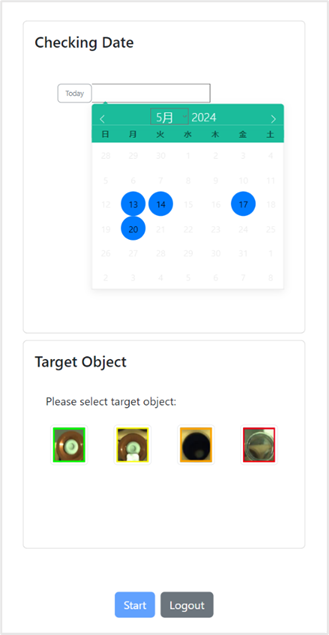 Checking Date
Today
5月 2024
日 月 火 水 木 金 土
28 29 30 1 2 3 4
5 6 7 8 9 10 11
12 13 14 15 16 17 18
19 20 21 22 23 24 25
26 27 28 29 30 31 1
2 3 4 5 6 7 8
Target Object
Please select target object:
Start Logout